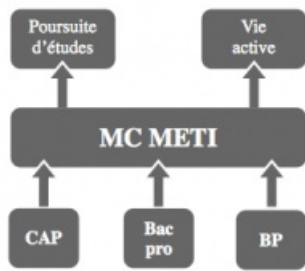 Poursuite
d’études
Vie
active
MC METI
CAP
Bac
pro
BP